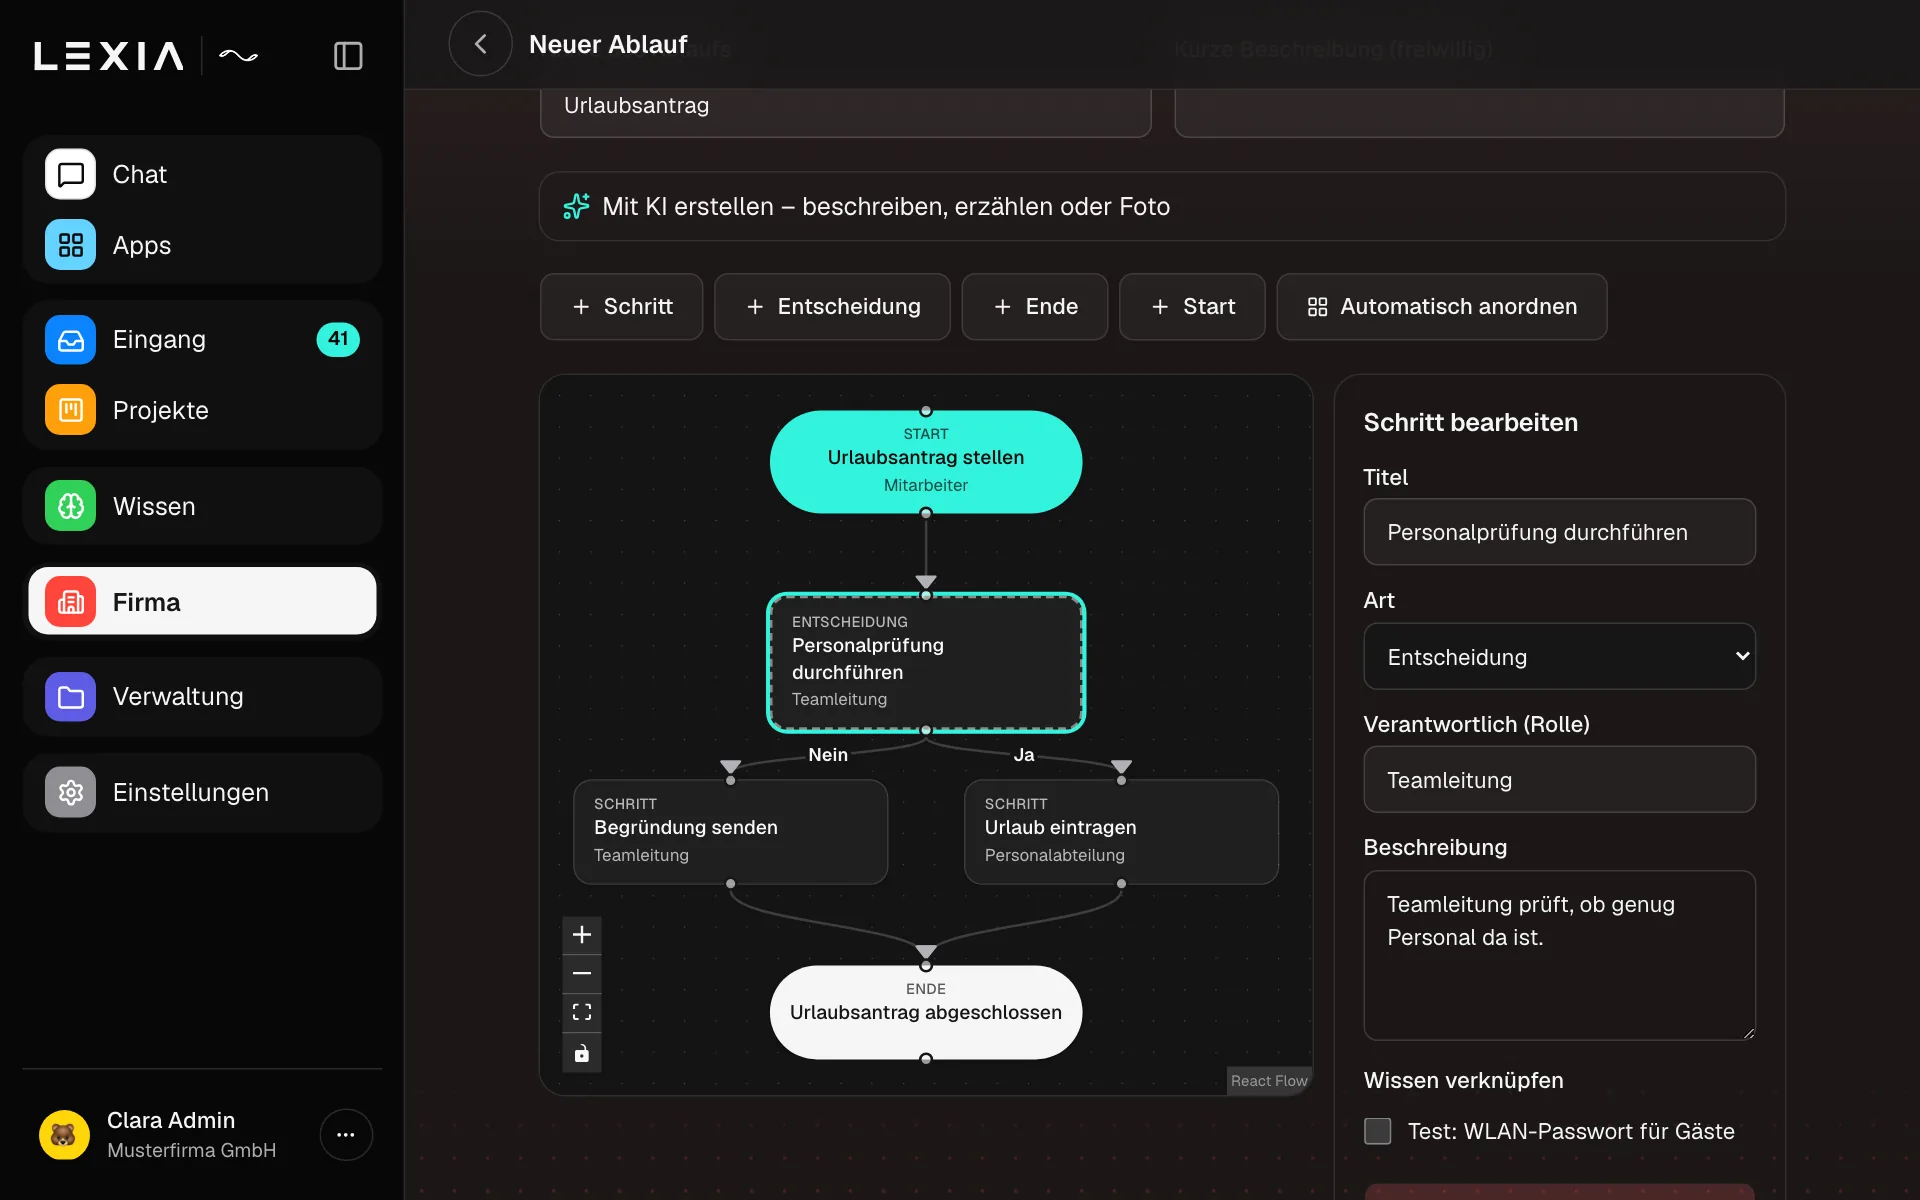 LEXIA
Neuer Ablauf
Kurze Beschreibung (freiwillig)
Urlaubsantrag
Chat
Apps
Eingang
41
Projekte
Wissen
Firma
Verwaltung
Einstellungen
Clara Admin
Musterfirma GmbH
Mit KI erstellen – beschreiben, erzählen oder Foto
Schritt
Entscheidung
Ende
Start
Automatisch anordnen
START
Urlaubsantrag stellen
Mitarbeiter
ENTSCHEIDUNG
Personalprüfung
durchführen
Teamleitung
Nein
Ja
SCHRITT
Begründung senden
Teamleitung
SCHRITT
Urlaub eintragen
Personalabteilung
ENDE
Urlaubsantrag abgeschlossen
React Flow
Schritt bearbeiten
Titel
Personalprüfung durchführen
Art
Entscheidung
Verantwortlich (Rolle)
Teamleitung
Beschreibung
Teamleitung prüft, ob genug
Personal da ist.
Wissen verknüpfen
Test: WLAN-Passwort für Gäste